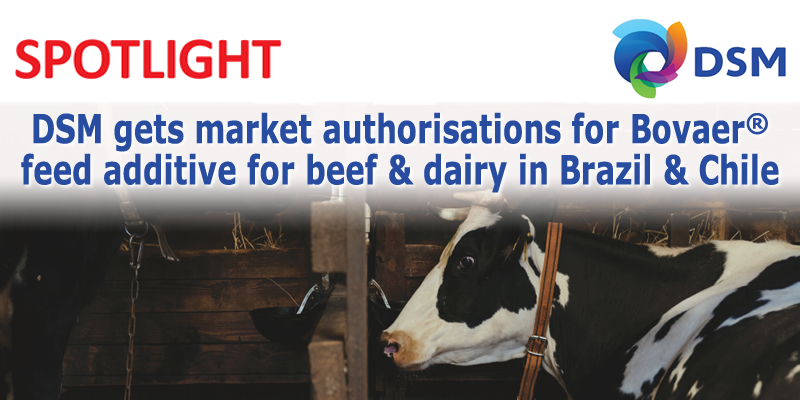 SPOTLIGHT
DSM
DSM gets market authorisations for Bovaer®
feed additive for beef & dairy in Brazil & Chile